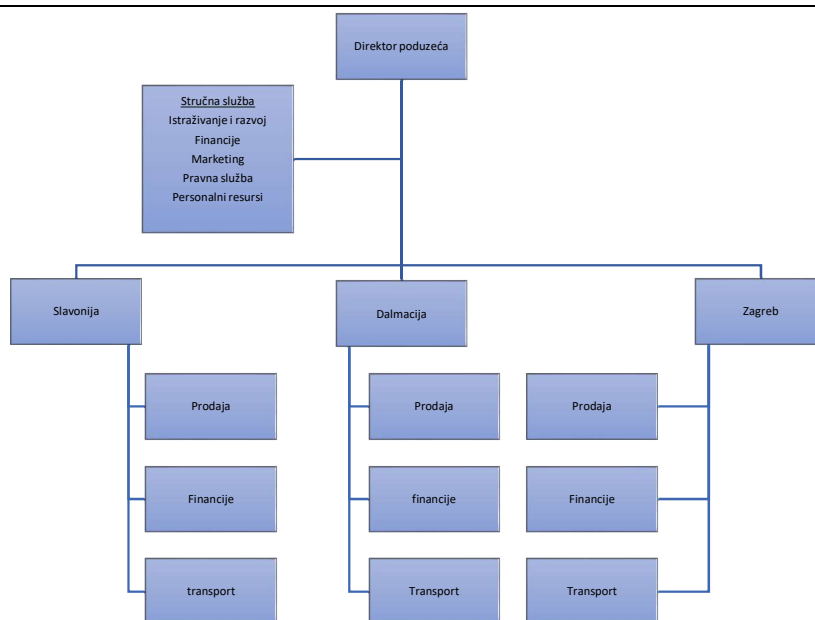 Direktor poduzeća
Stručna služba
Istraživanje i razvoj
Financije
Marketing
Pravna služba
Personalni resursi
Slavonija
Dalmacija
Zagreb
Prodaja
Prodaja
Prodaja
Financije
financije
Financije
transport
Transport
Transport